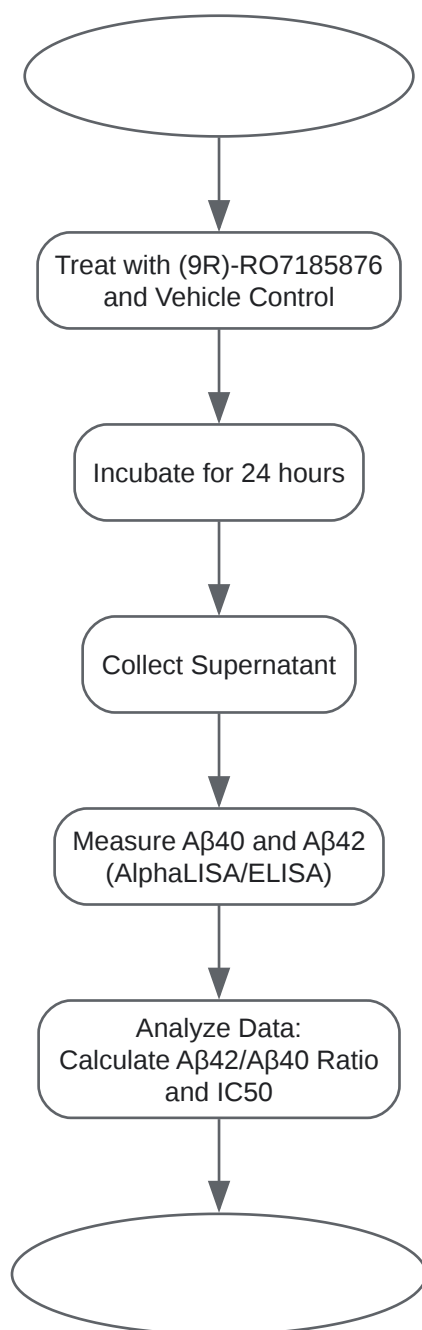 Treat with (9R)-RO7185876
and Vehicle Control
Incubate for 24 hours
Collect Supernatant
Measure Aβ40 and Aβ42
(AlphaLISA/ELISA)
Analyze Data:
Calculate Aβ42/Aβ40 Ratio
and IC50